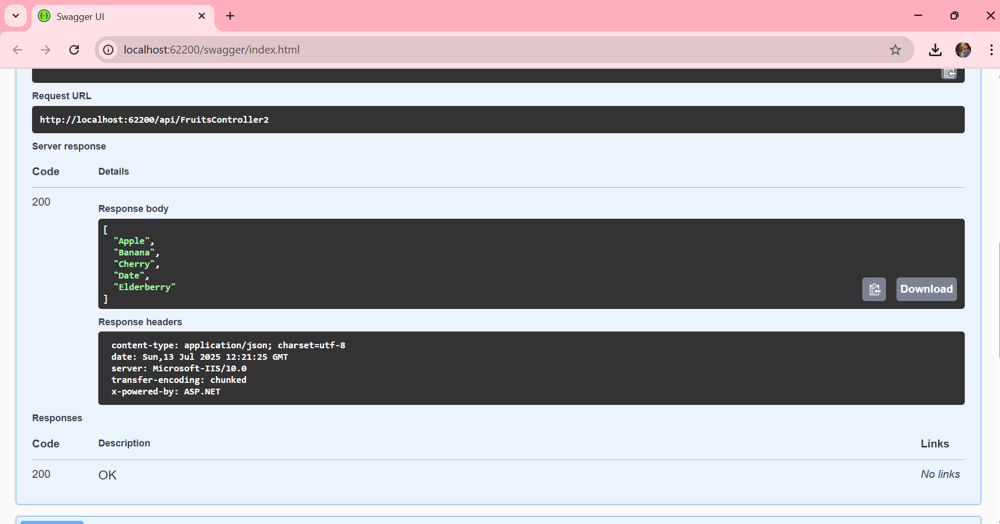 Swagger UI
localhost:62200/swagger/index.html
Request URL
http://localhost:62200/api/FruitsController2
Server response
Code Details
200
Response body
[
"Apple",
"Banana",
"Cherry",
"Date",
"Elderberry"
]
Download
Response headers
content-type: application/json; charset=utf-8
date: Sun,13 Jul 2025 12:21:25 GMT
server: Microsoft-IIS/10.0
transfer-encoding: chunked
x-powered-by: ASP.NET
Responses
Code Description Links
200 OK No links